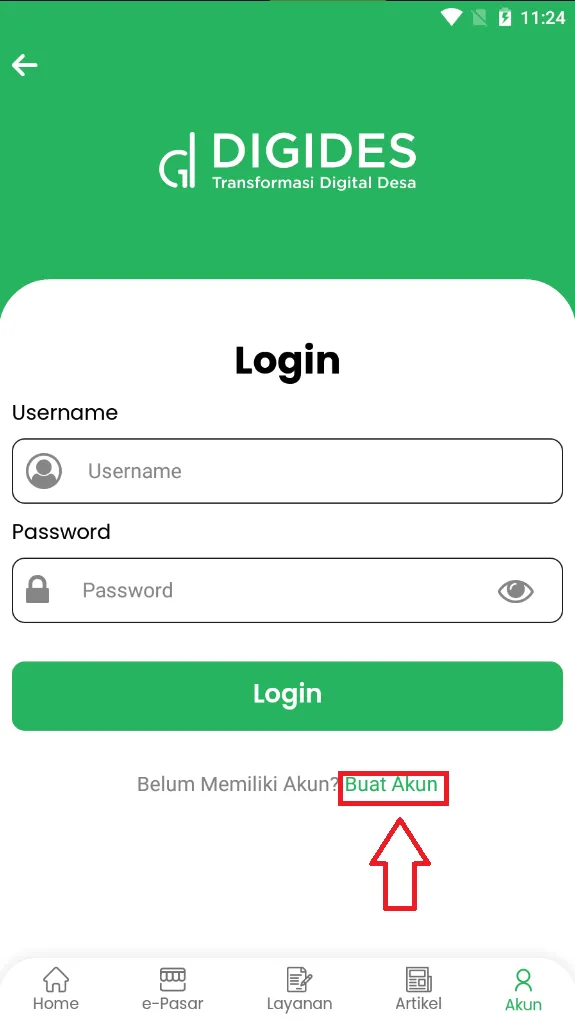 11:24
DIGIDES
Transformasi Digital Desa
Login
Username
Username
Password
Password
Login
Belum Memiliki Akun? Buat Akun
Home e-Pasar Layanan Artikel Akun